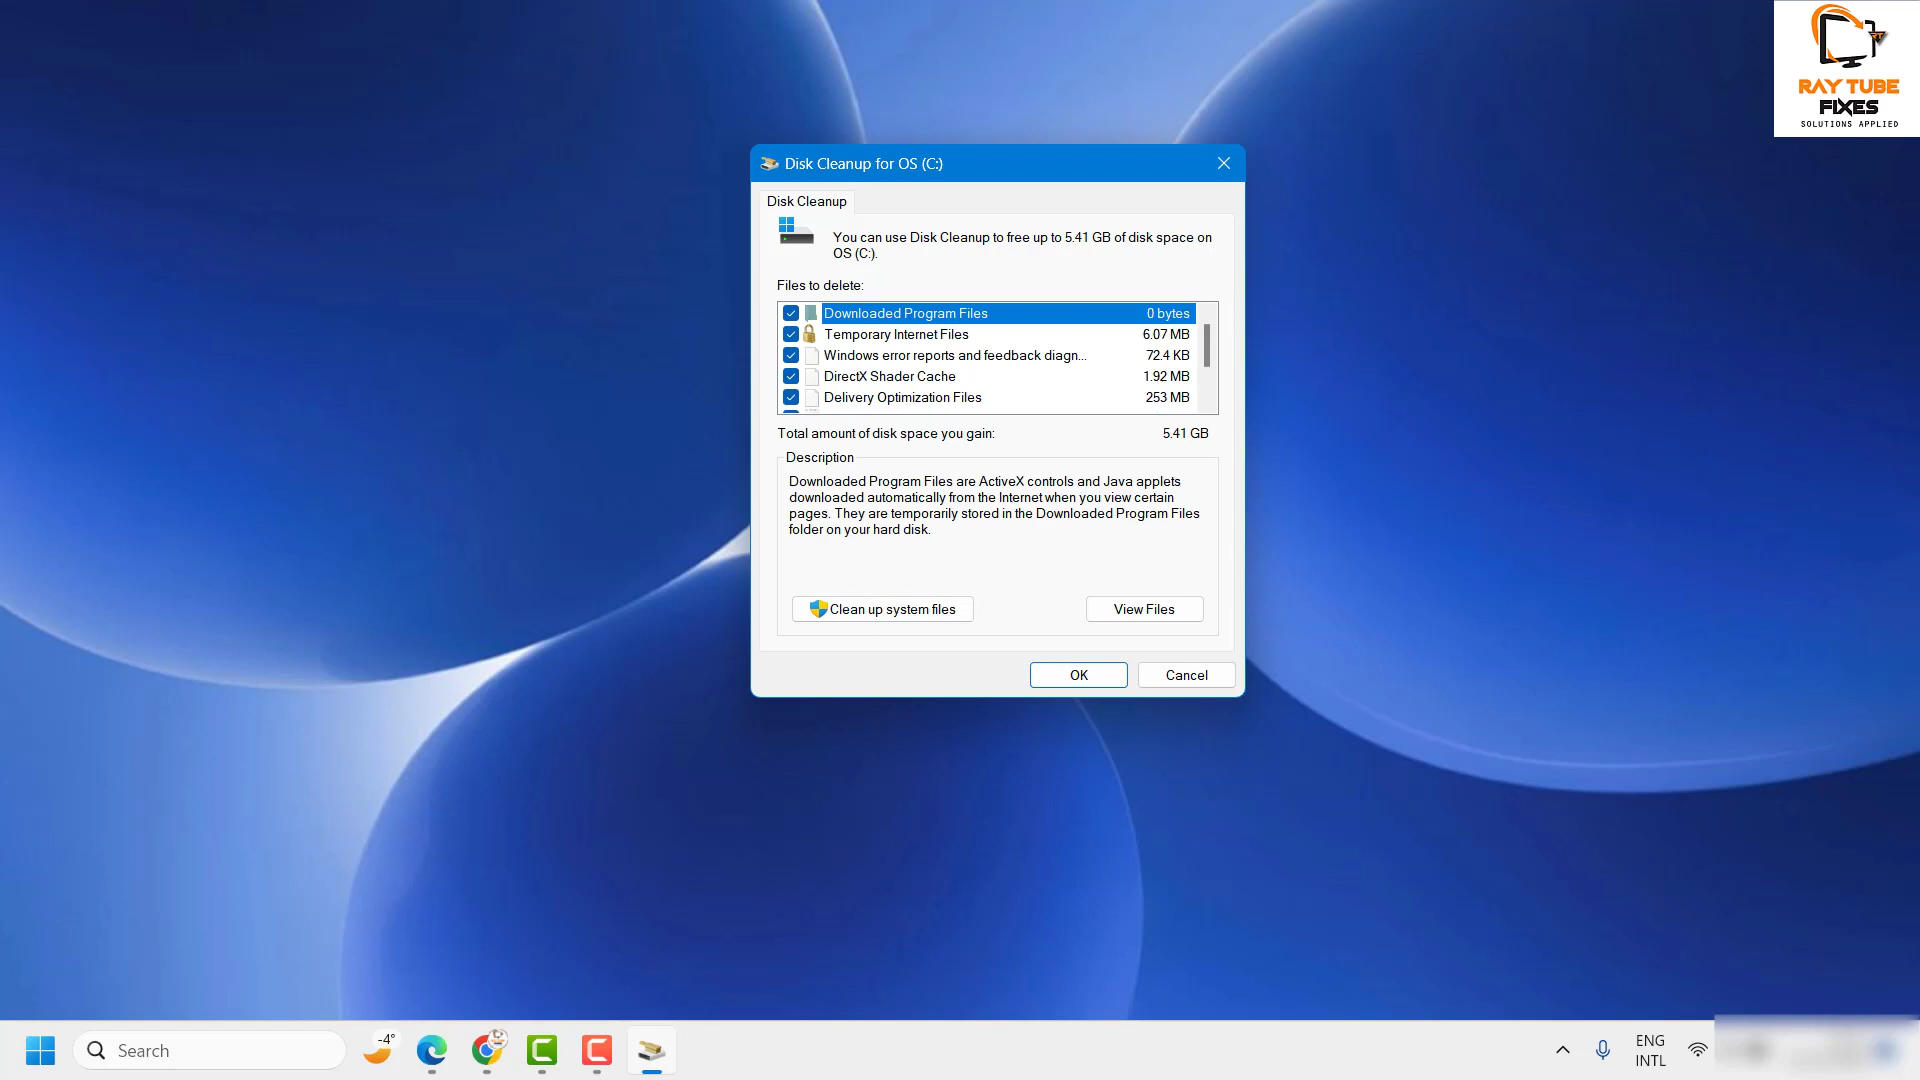 RAY TUBE
FIXES
SOLUTIONS APPLIED
Disk Cleanup for OS (C:)
Disk Cleanup
You can use Disk Cleanup to free up to 5.41 GB of disk space on
OS (C:).
Files to delete:
Downloaded Program Files 0 bytes
Temporary Internet Files 6.07 MB
Windows error reports and feedback diagn... 72.4 KB
DirectX Shader Cache 1.92 MB
Delivery Optimization Files 253 MB
Total amount of disk space you gain: 5.41 GB
Description
Downloaded Program Files are ActiveX controls and Java applets
downloaded automatically from the Internet when you view certain
pages. They are temporarily stored in the Downloaded Program Files
folder on your hard disk.
Clean up system files View Files
OK Cancel
Search -4° ENG
INTL